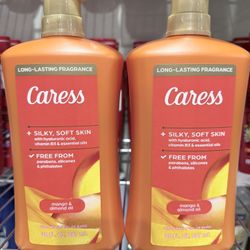 LONG-LASTING FRAGRANCE
Caress
+ SILKY, SOFT SKIN
with hyaluronic acid,
vitamin B3 & essential oils
✓ FREE FROM
parabens, silicones
& phthalates
mango &
almond oil
LONG-LASTING FRAGRANCE
Caress
+ SILKY, SOFT SKIN
with hyaluronic acid,
vitamin B3 & essential oils
✓ FREE FROM
parabens, silicones
& phthalates
mango &
almond oil